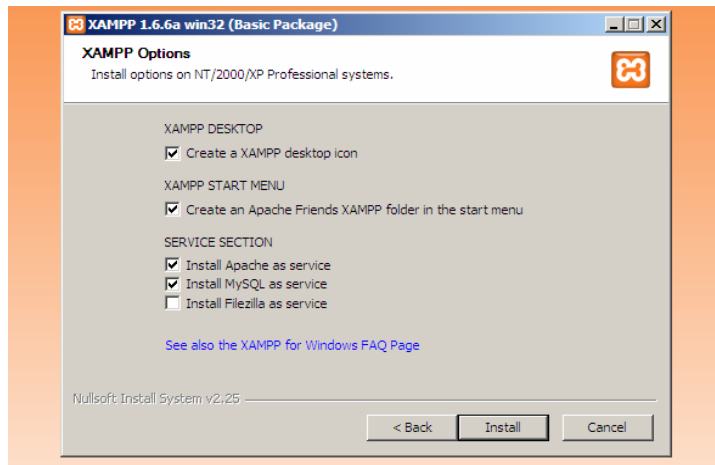 XAMPP 1.6.6a win32 (Basic Package)
XAMPP Options
Install options on NT/2000/XP Professional systems.
XAMPP DESKTOP
Create a XAMPP desktop icon
XAMPP START MENU
Create an Apache Friends XAMPP folder in the start menu
SERVICE SECTION
Install Apache as service
Install MySQL as service
Install Filezilla as service
See also the XAMPP for Windows FAQ Page
Nullsoft Install System v2.25
< Back Install Cancel